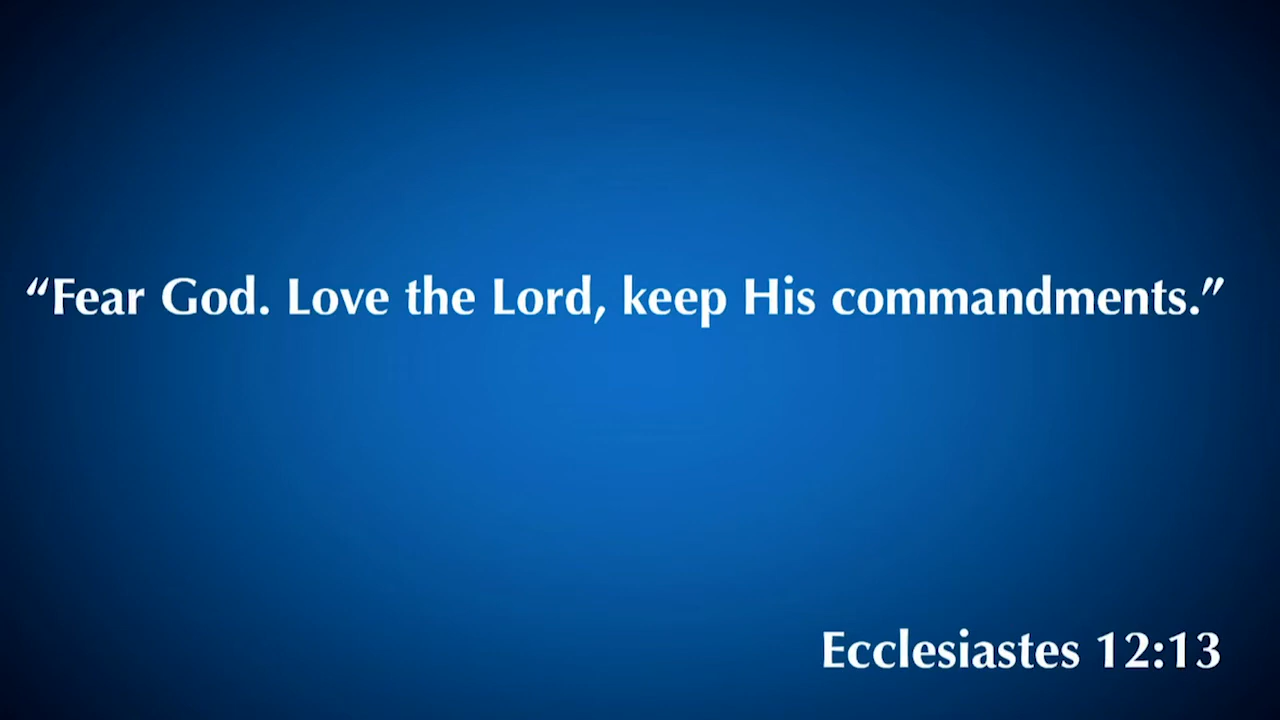 “Fear God. Love the Lord, keep His commandments.”
Ecclesiastes 12:13